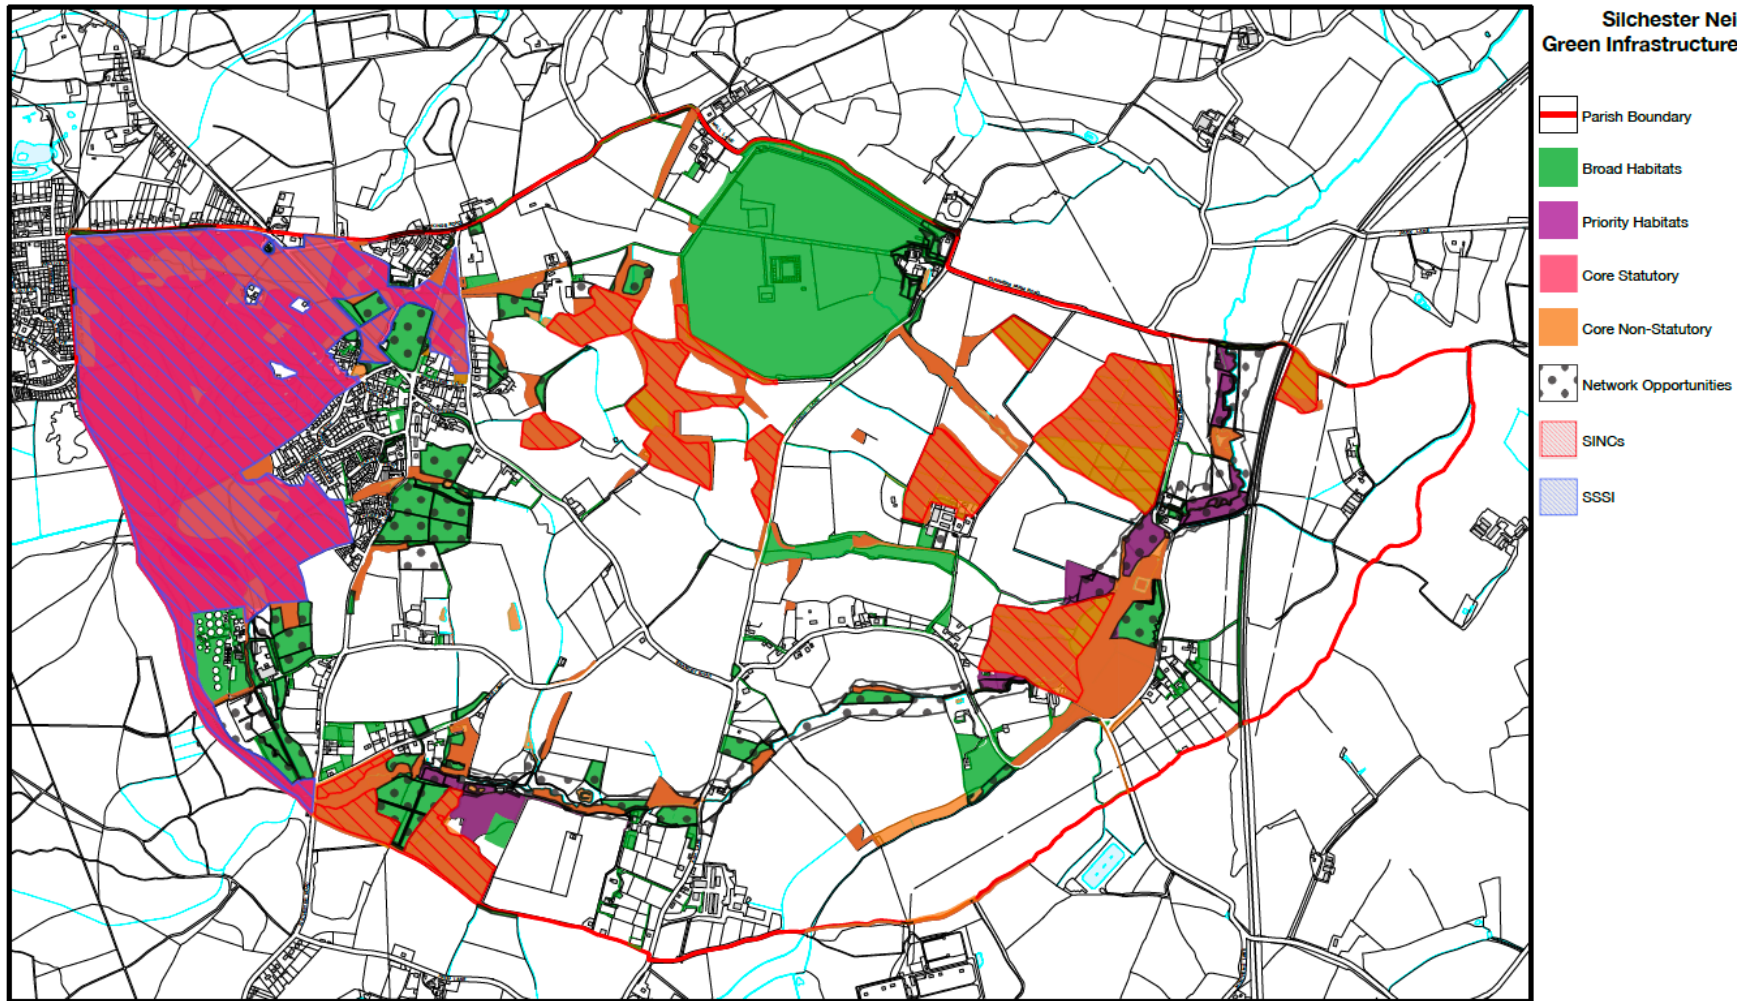 Silchester Nei
Green Infrastructure
Parish Boundary
Broad Habitats
Priority Habitats
Core Statutory
Core Non-Statutory
Network Opportunities
SINCs
SSSI